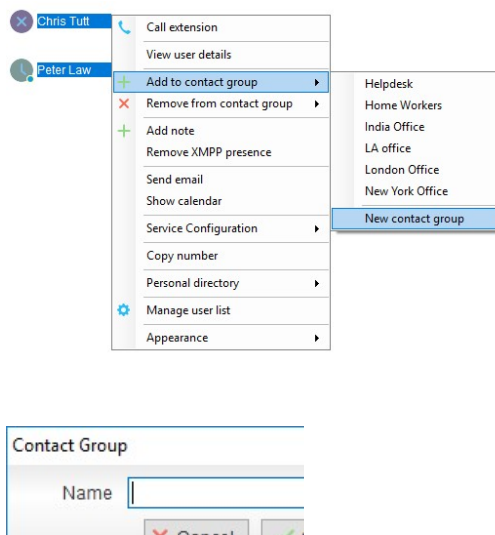 Chris Tutt
Peter Law
Call extension
View user details
Add to contact group
Remove from contact group
Add note
Remove XMPP presence
Send email
Show calendar
Service Configuration
Copy number
Personal directory
Manage user list
Appearance
Helpdesk
Home Workers
India Office
LA office
London Office
New York Office
New contact group
Contact Group
Name
Cancel